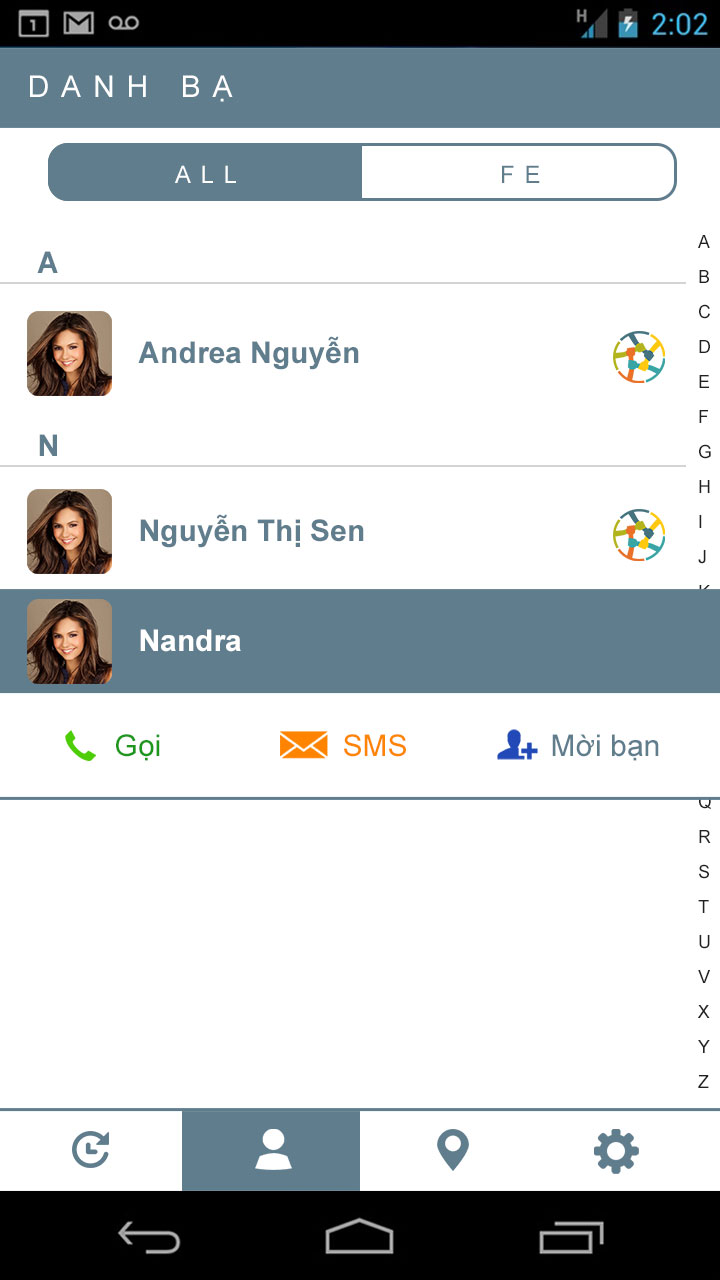 1 H 2:02
DANH BẠ
ALL FE
A
Andrea Nguyễn
N
Nguyễn Thị Sen
Nandra
Gọi SMS Mời bạn
A
B
C
D
E
F
G
H
I
J
K
Q
R
S
T
U
V
X
Y
Z